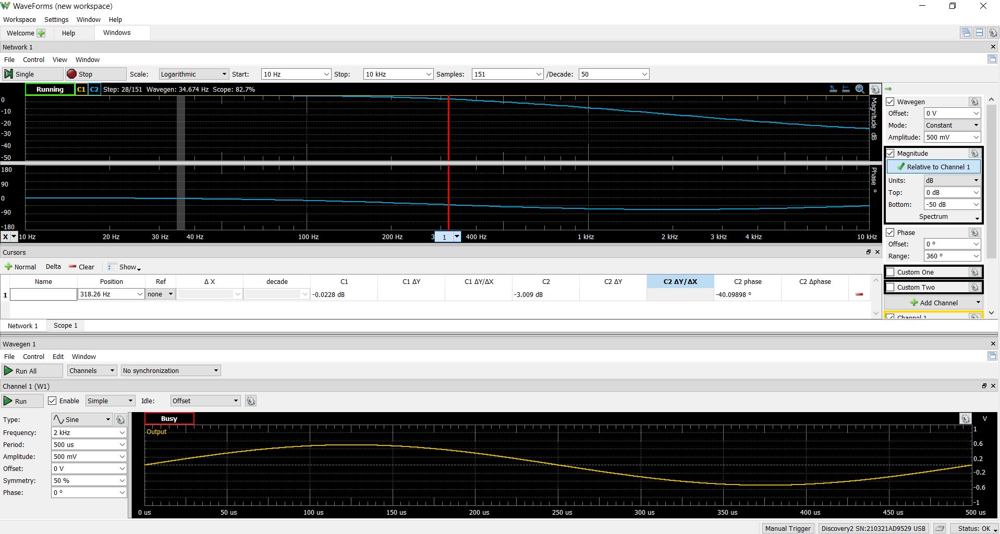 WaveForms (new workspace)
Workspace Settings Window Help
Welcome Help Windows
Network 1
File Control View Window
Single Stop Scale: Logarithmic Start: 10 Hz Stop: 10 kHz Samples: 151 /Decade: 50
Running C1 C2 Step: 28/151 Wavegen: 34.674 Hz Scope: 82.7%
0
-10
-20
-30
-40
-50
Magnitude dB
180
90
0
-90
-180
Phase °
X 10 Hz 20 Hz 30 Hz 40 Hz 100 Hz 200 Hz 3 1 400 Hz 1 kHz 2 kHz 3 kHz 4 kHz 10 kHz
Wavegen
Offset: 0 V
Mode: Constant
Amplitude: 500 mV
Magnitude
Relative to Channel 1
Units: dB
Top: 0 dB
Bottom: -50 dB
Spectrum
Phase
Offset: 0 °
Range: 360 °
Custom One
Custom Two
Add Channel
Channel 1
Cursors
Normal Delta Clear Show
Name Position Ref Δ X decade C1 C1 ΔY C1 ΔY/ΔX C2 C2 ΔY C2 ΔY/ΔX C2 phase C2 Δphase
1 318.26 Hz none -0.0228 dB -3.009 dB -40.09898 °
Network 1 Scope 1
Wavegen 1
File Control Edit Window
Run All Channels No synchronization
Channel 1 (W1)
Run Enable Simple Idle: Offset
Type: Sine
Frequency: 2 kHz
Period: 500 us
Amplitude: 500 mV
Offset: 0 V
Symmetry: 50 %
Phase: 0 °
Busy
Output
V
1
0.6
0.2
-0.2
-0.6
-1
0 us 50 us 100 us 150 us 200 us 250 us 300 us 350 us 400 us 450 us 500 us
Manual Trigger Discovery2 SN:210321AD9529 USB Status: OK